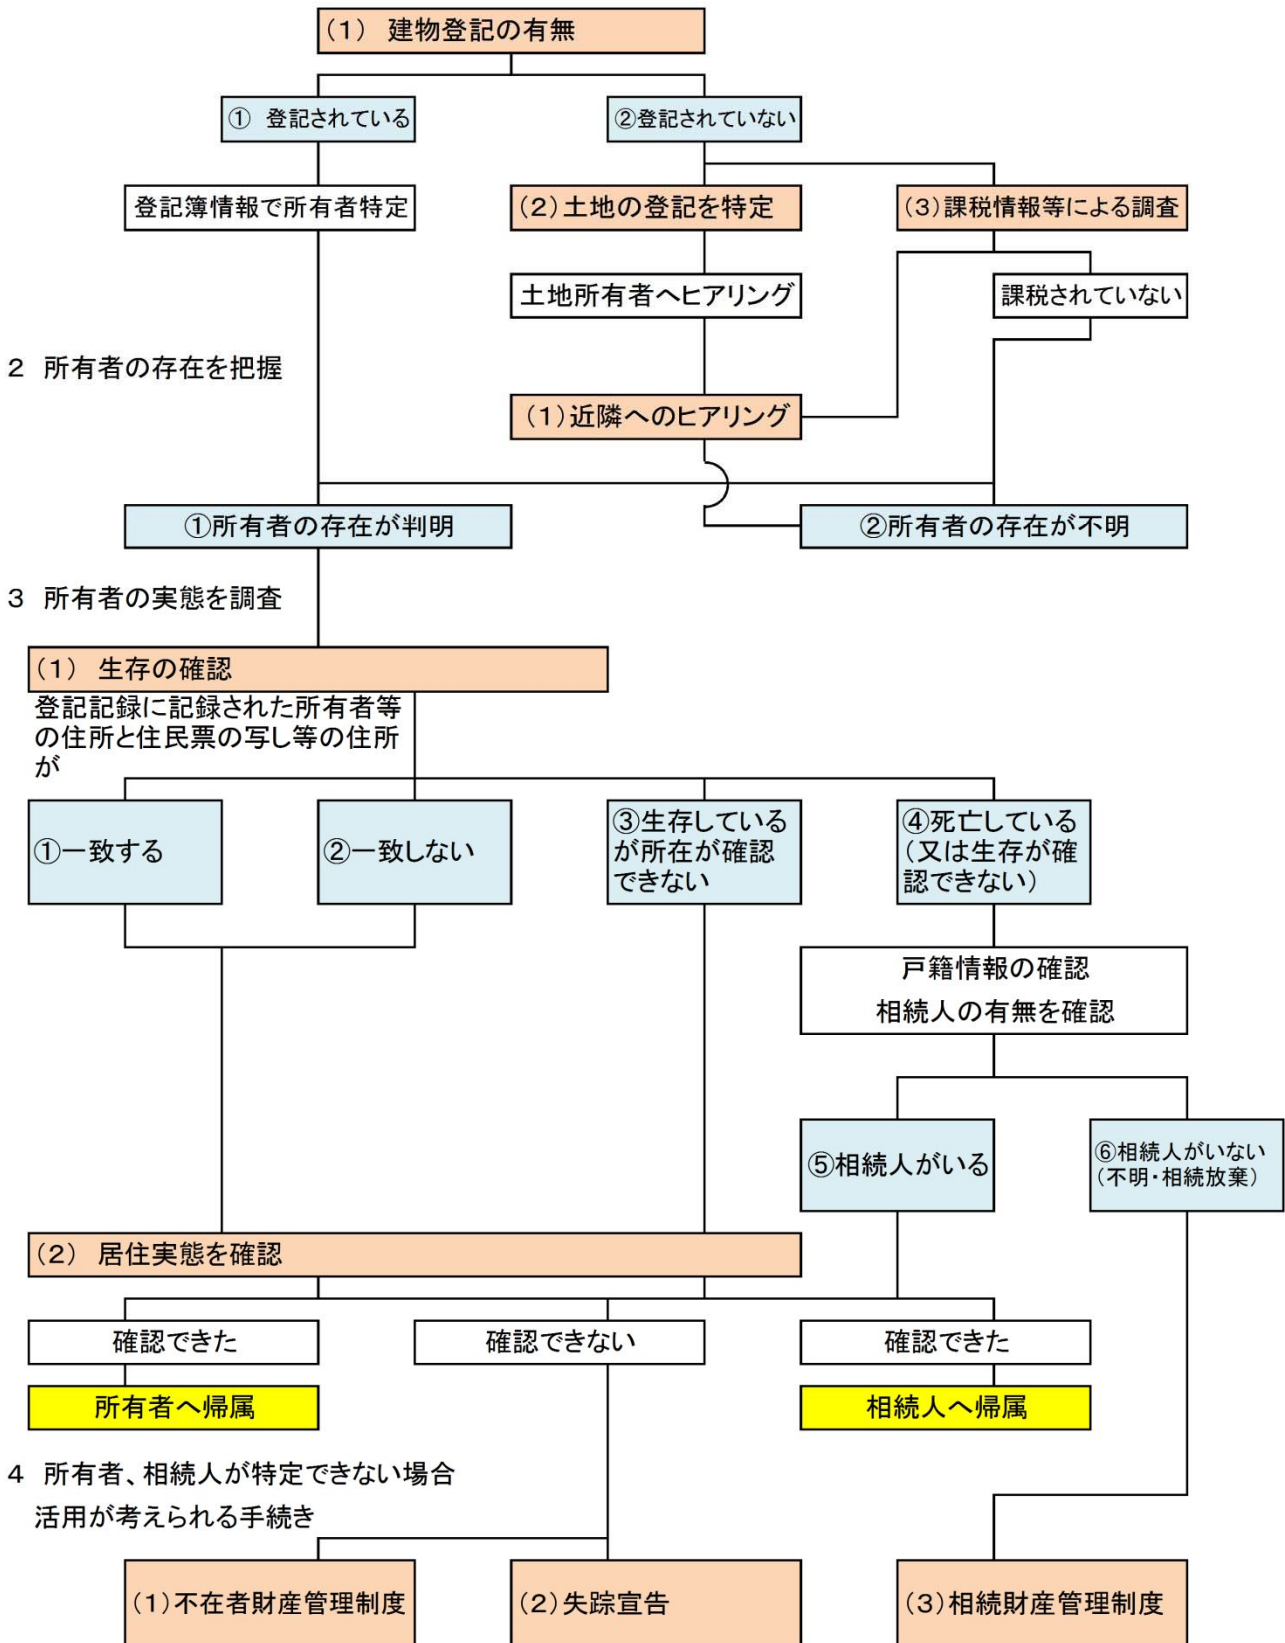 （１） 建物登記の有無
① 登記されている
②登記されていない
登記簿情報で所有者特定
（２）土地の登記を特定
（３）課税情報等による調査
土地所有者へヒアリング
課税されていない
２ 所有者の存在を把握
（１）近隣へのヒアリング
①所有者の存在が判明
②所有者の存在が不明
３ 所有者の実態を調査
（１） 生存の確認
登記記録に記録された所有者等
の住所と住民票の写し等の住所
が
①一致する
②一致しない
③生存している
が所在が確認
できない
④死亡している
（又は生存が確
認できない）
戸籍情報の確認
相続人の有無を確認
⑤相続人がいる
⑥相続人がいない
（不明・相続放棄）
（２） 居住実態を確認
確認できた
確認できない
確認できた
所有者へ帰属
相続人へ帰属
４ 所有者、相続人が特定できない場合
活用が考えられる手続き
（１）不在者財産管理制度
（２）失踪宣告
（３）相続財産管理制度